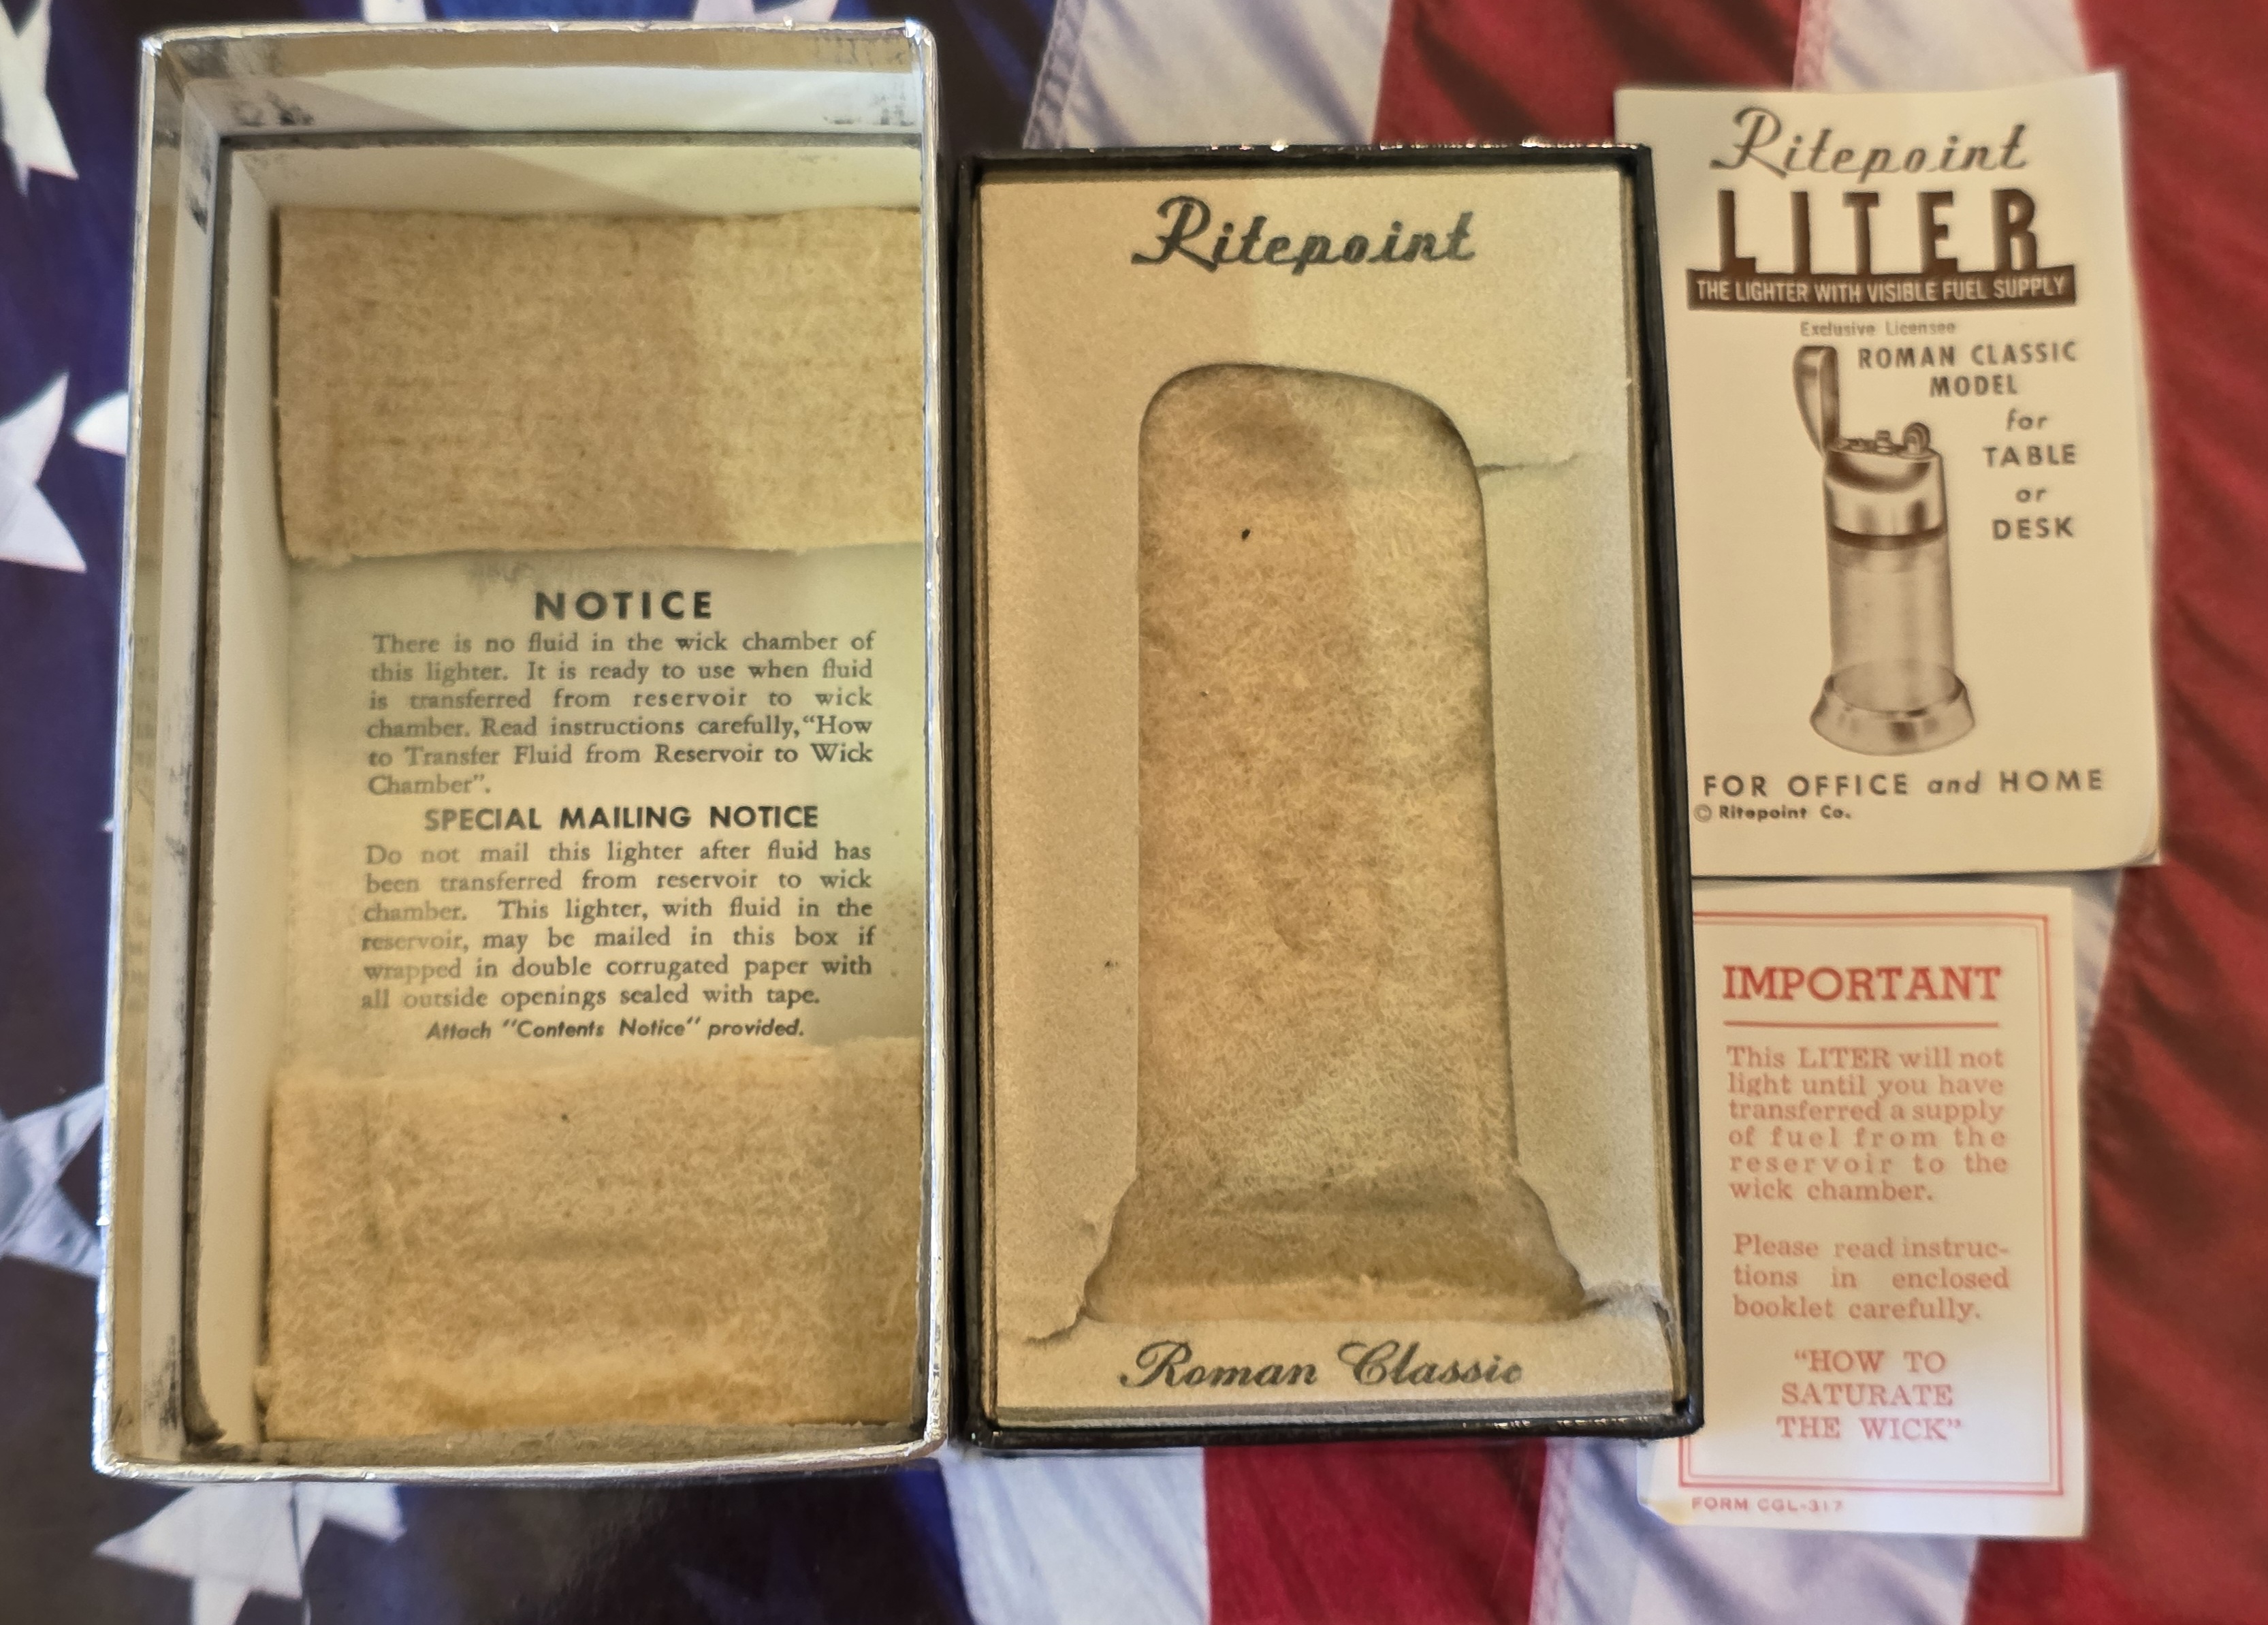 NOTICE
There is no fluid in the wick chamber of
this lighter. It is ready to use when fluid
is transferred from reservoir to wick
chamber. Read instructions carefully, "How
to Transfer Fluid from Reservoir to Wick
Chamber".
SPECIAL MAILING NOTICE
Do not mail this lighter after fluid has
been transferred from reservoir to wick
chamber. This lighter, with fluid in the
reservoir, may be mailed in this box if
wrapped in double corrugated paper with
all outside openings sealed with tape.
Attach "Contents Notice" provided.
Ritepoint
Roman Classic
Ritepoint
LITER
THE LIGHTER WITH VISIBLE FUEL SUPPLY
Exclusive Licensee
ROMAN CLASSIC
MODEL
for
TABLE
or
DESK
FOR OFFICE and HOME
© Ritepoint Co.
IMPORTANT
This LITER will not
light until you have
transferred a supply
of fuel from the
reservoir to the
wick chamber.
Please read instruc-
tions in enclosed
booklet carefully.
"HOW TO
SATURATE
THE WICK"
FORM CGL-317